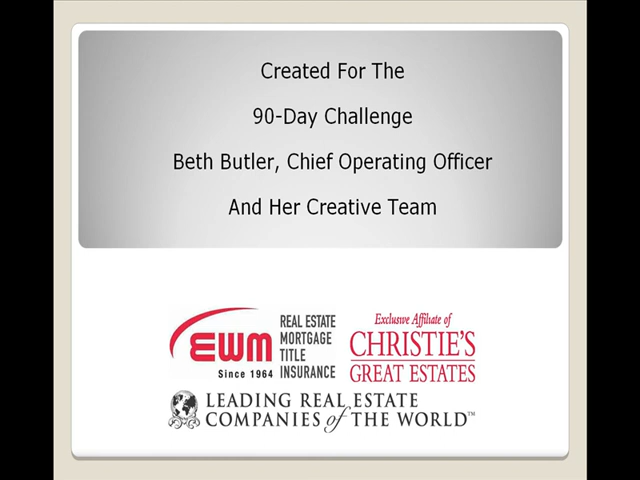 Created For The
90-Day Challenge
Beth Butler, Chief Operating Officer
And Her Creative Team
EWM
Since 1964
REAL ESTATE
MORTGAGE
TITLE
INSURANCE
Exclusive Affiliate of
CHRISTIE'S
GREAT ESTATES
LEADING REAL ESTATE
COMPANIES of THE WORLD™